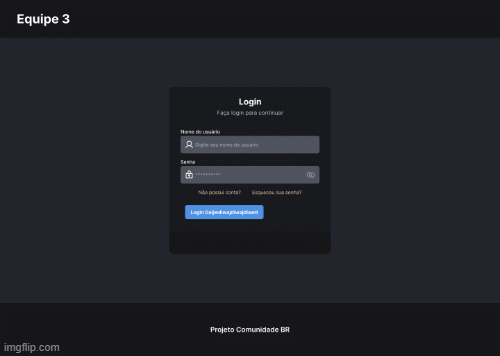 Equipe 3
Login
Faça login para continuar
Nome do usuário
Digite seu nome de usuário
Senha
Não possui conta? Esqueceu sua senha?
Login
Projeto Comunidade BR
imgflip.com